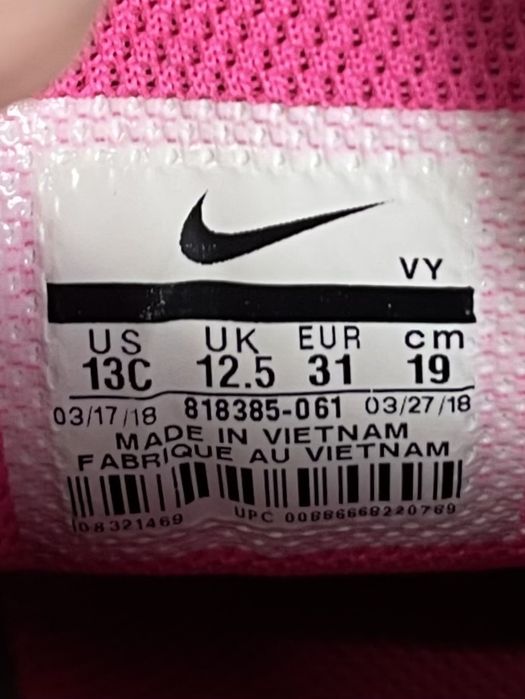 VY
US UK EUR cm
13C 12.5 31 19
03/17/18 818385-061 03/27/18
MADE IN VIETNAM
FABRIQUE AU VIETNAM
08321469 UPC 00886668220769